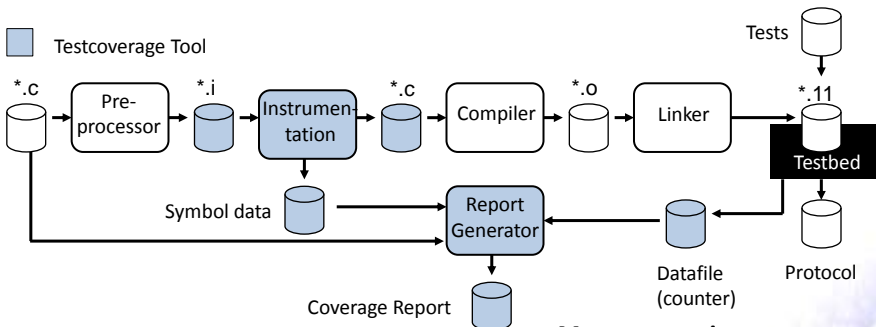 Testcoverage Tool
Tests
*.c
*.i
*.c
*.o
*.11
Pre-
processor
Instrumen-
tation
Compiler
Linker
Testbed
Symbol data
Report
Generator
Datafile
(counter)
Protocol
Coverage Report